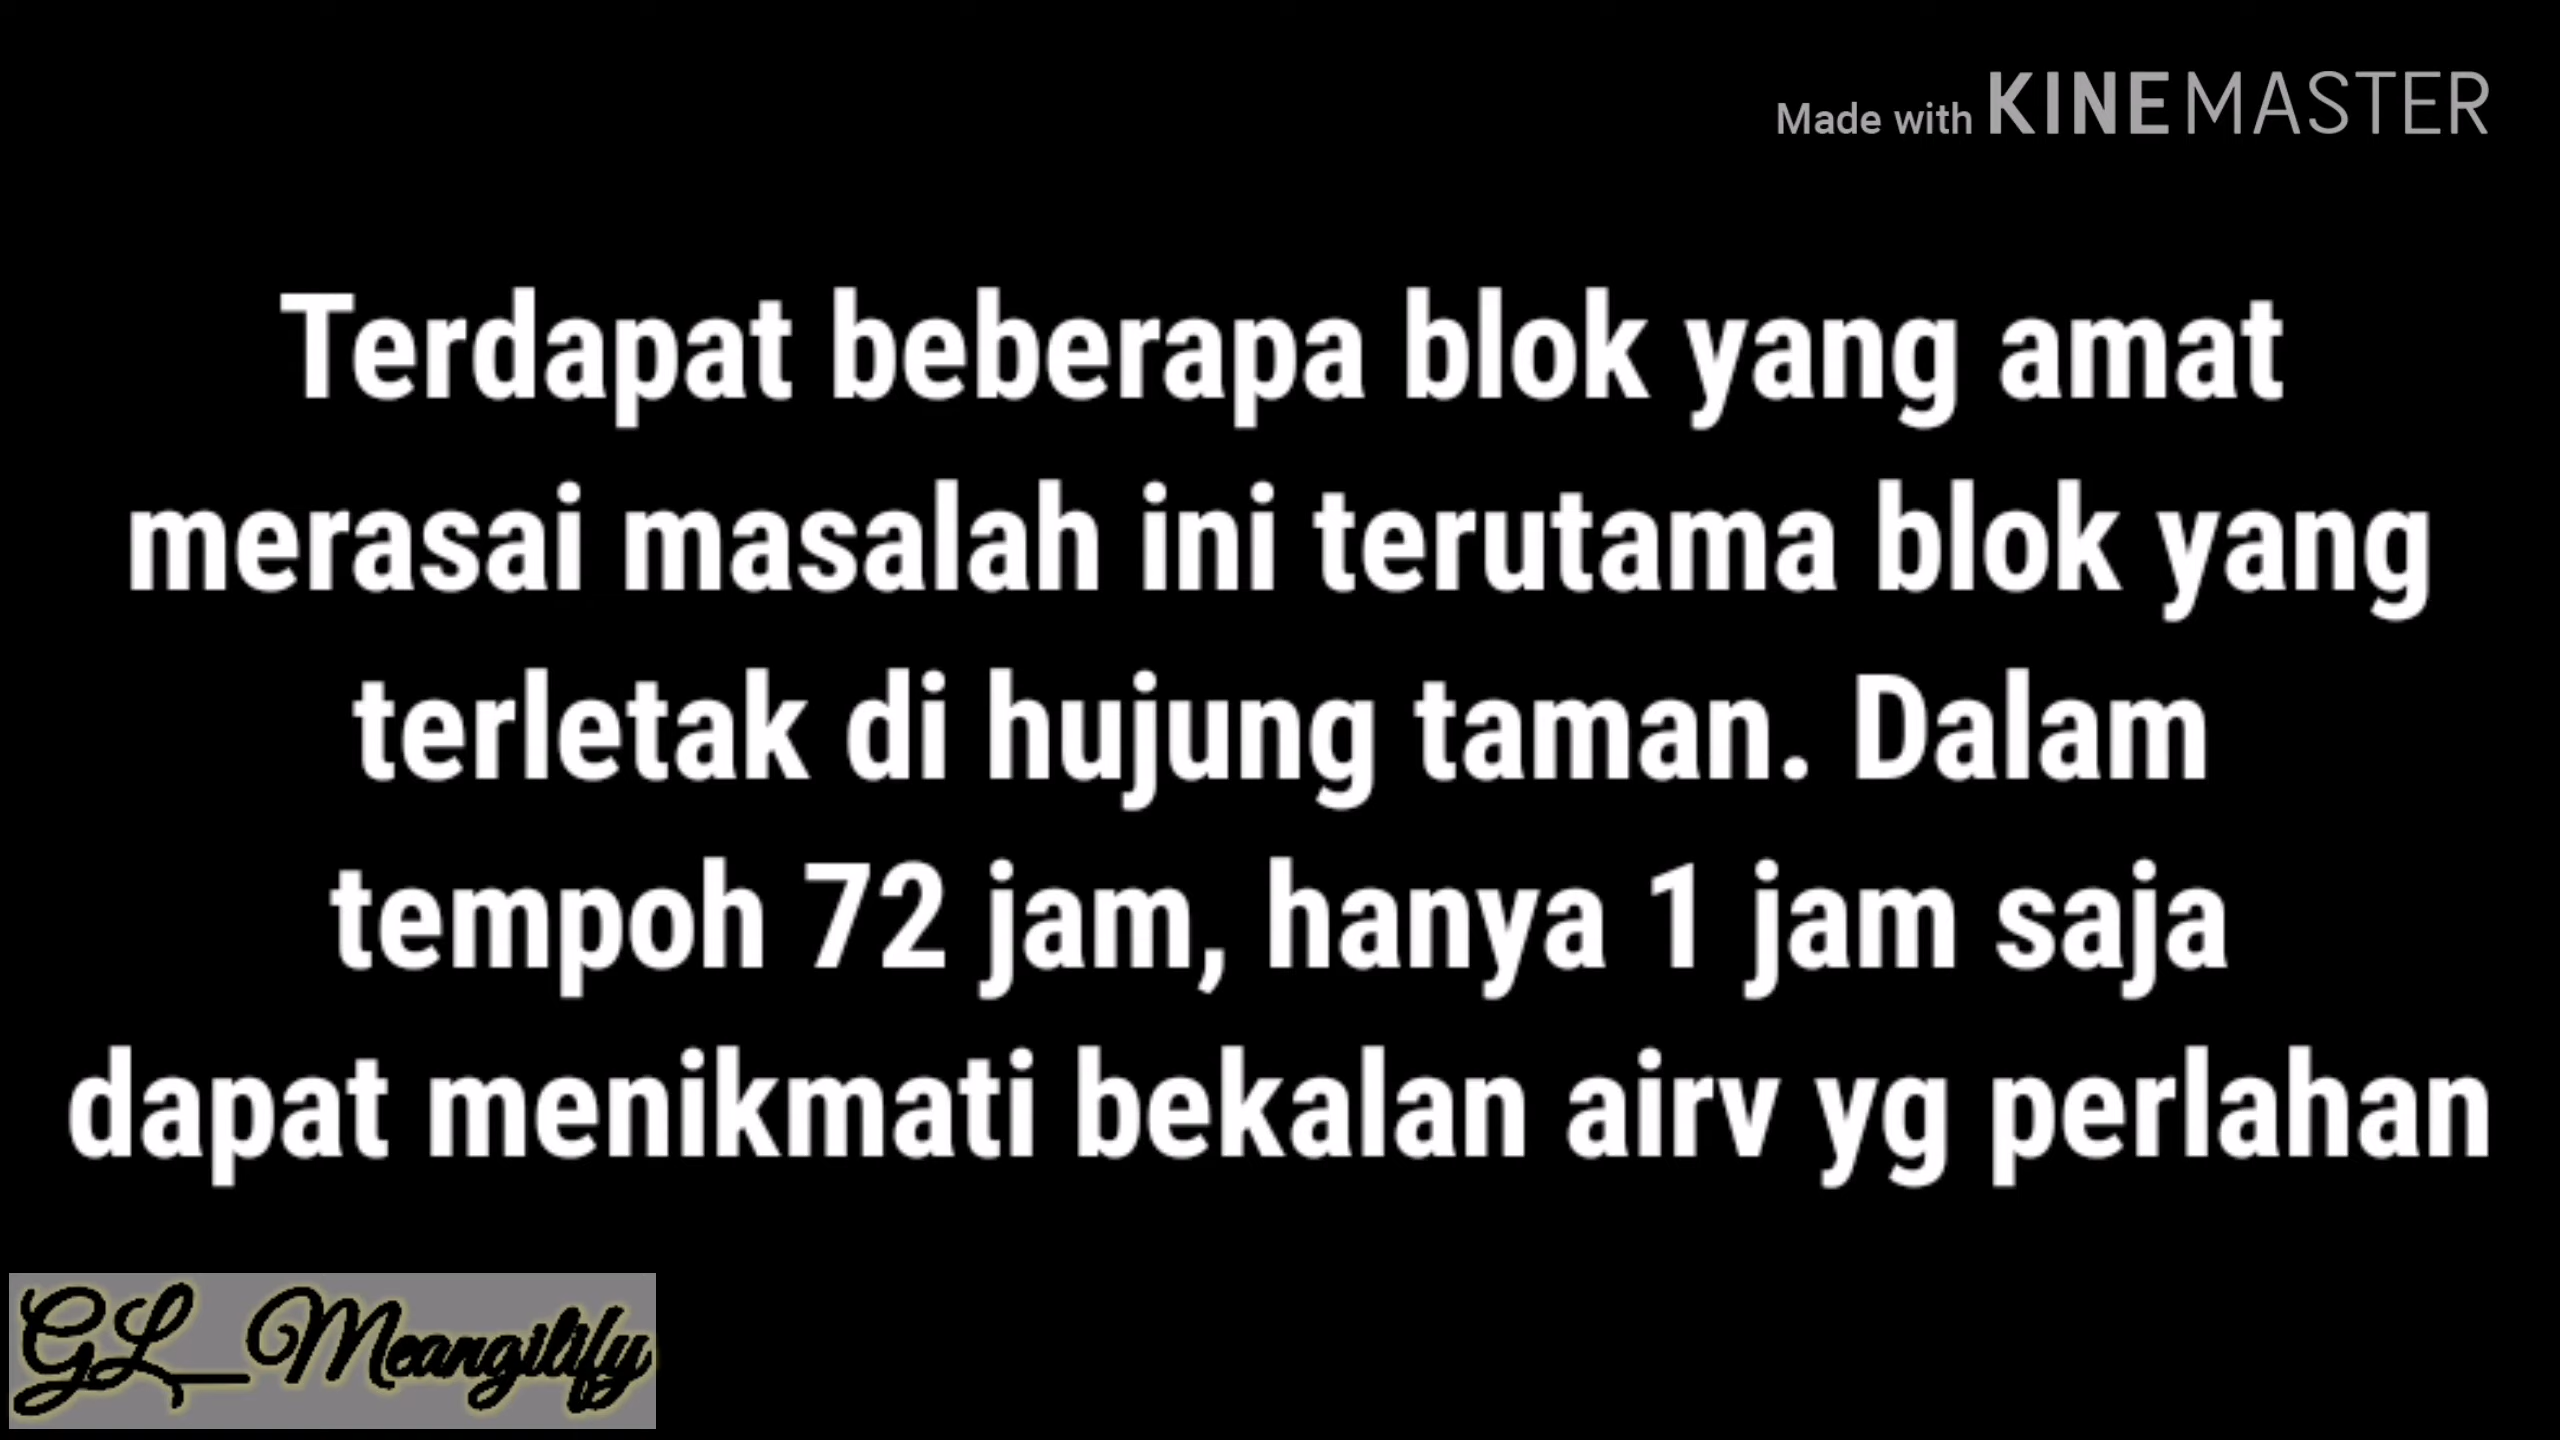 Made with KINEMASTER
Terdapat beberapa blok yang amat
merasai masalah ini terutama blok yang
terletak di hujung taman. Dalam
tempoh 72 jam, hanya 1 jam saja
dapat menikmati bekalan airv yg perlahan
GL_Meangilify